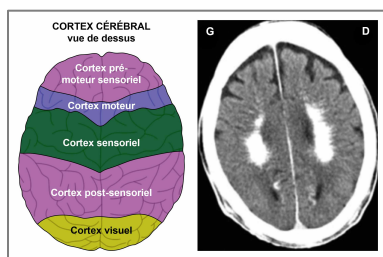 CORTEX CÉRÉBRAL
vue de dessus
Cortex pré-
moteur sensoriel
Cortex moteur
Cortex sensoriel
Cortex post-sensoriel
Cortex visuel
G
D